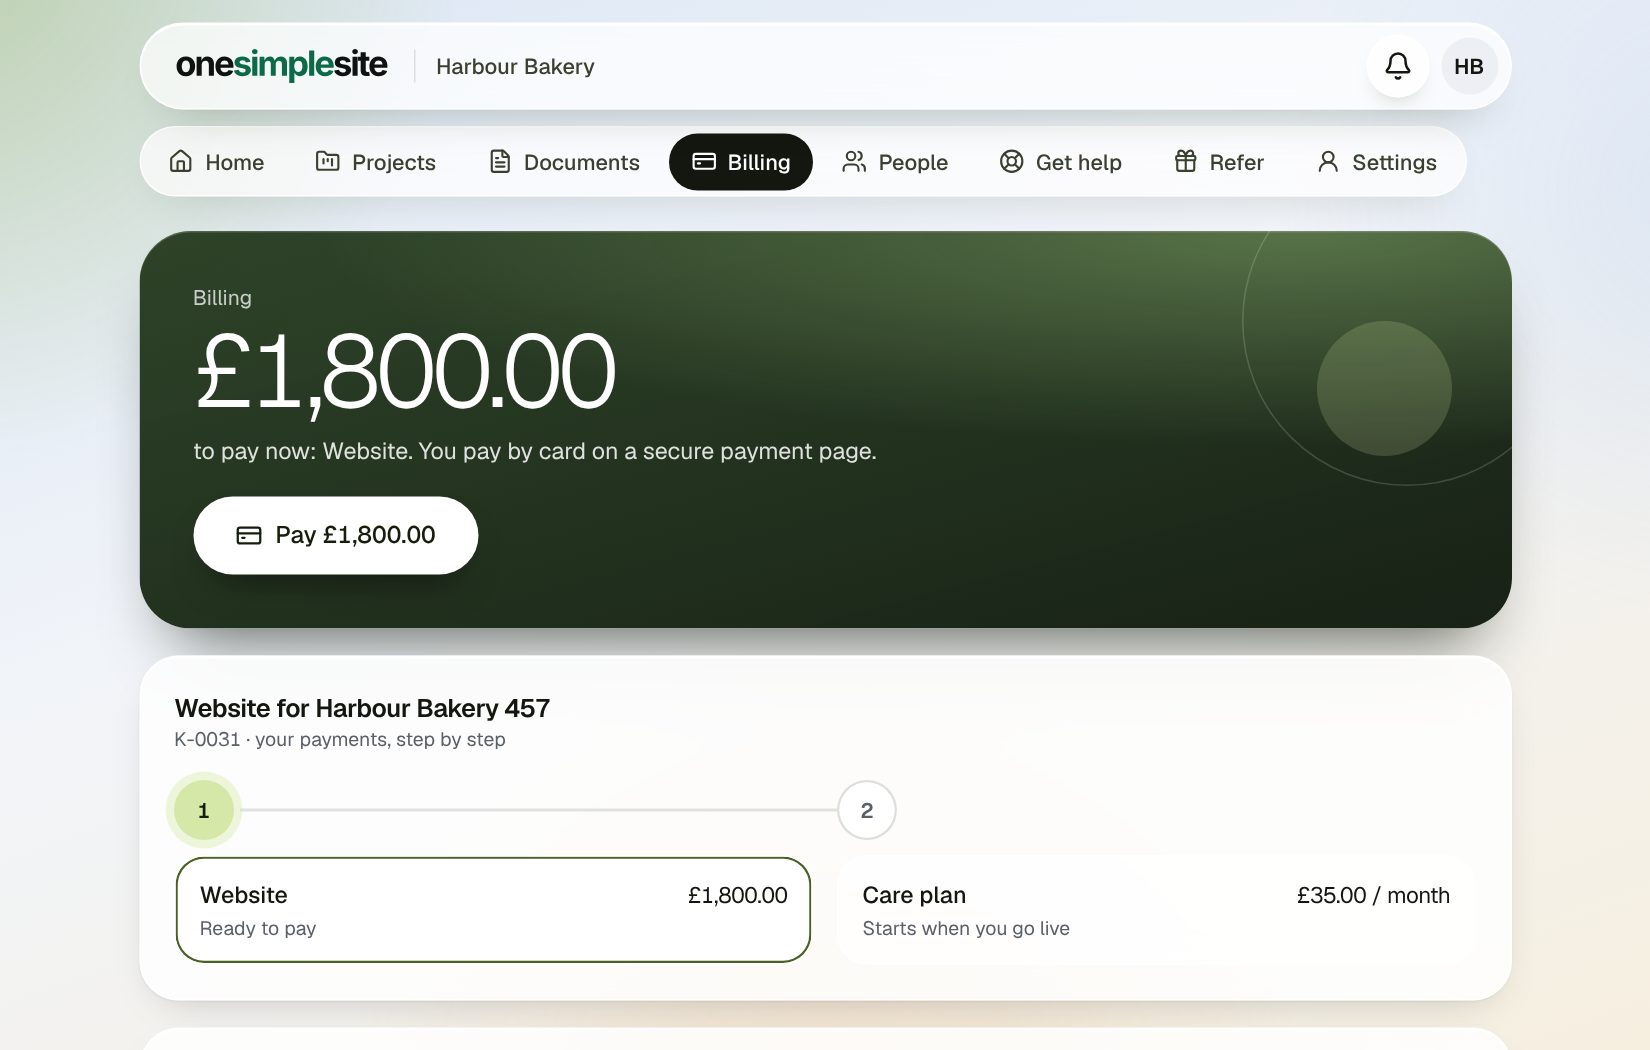 onesimplesite
Harbour Bakery
HB
Home
Projects
Documents
Billing
People
Get help
Refer
Settings
Billing
£1,800.00
to pay now: Website. You pay by card on a secure payment page.
Pay £1,800.00
Website for Harbour Bakery 457
K-0031 · your payments, step by step
1
2
Website £1,800.00
Ready to pay
Care plan £35.00 / month
Starts when you go live